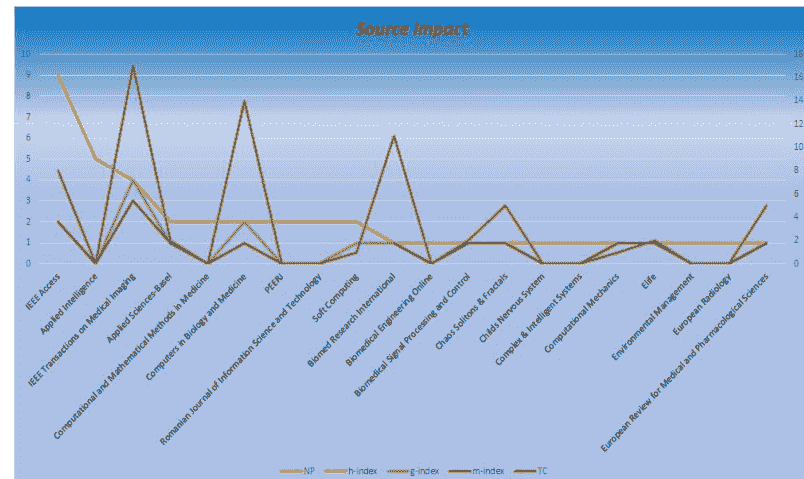 Source Impact
10
9
8
7
6
5
4
3
2
1
0
18
16
14
12
10
8
6
4
2
0
IEEE Access
Applied Intelligence
IEEE Transactions on Medical Imaging
Applied Sciences-Basel
Computational and Mathematical Methods in Medicine
Computers in Biology and Medicine
PEERJ
Romanian Journal of Information Science and Technology
Soft Computing
Biomed Research International
Biomedical Engineering Online
Biomedical Signal Processing and Control
Chaos Solitons & Fractals
Childs Nervous System
Complex & Intelligent Systems
Computational Mechanics
Elife
Environmental Management
European Radiology
European Review for Medical and Pharmacological Sciences
NP h-index g-index m-index TC